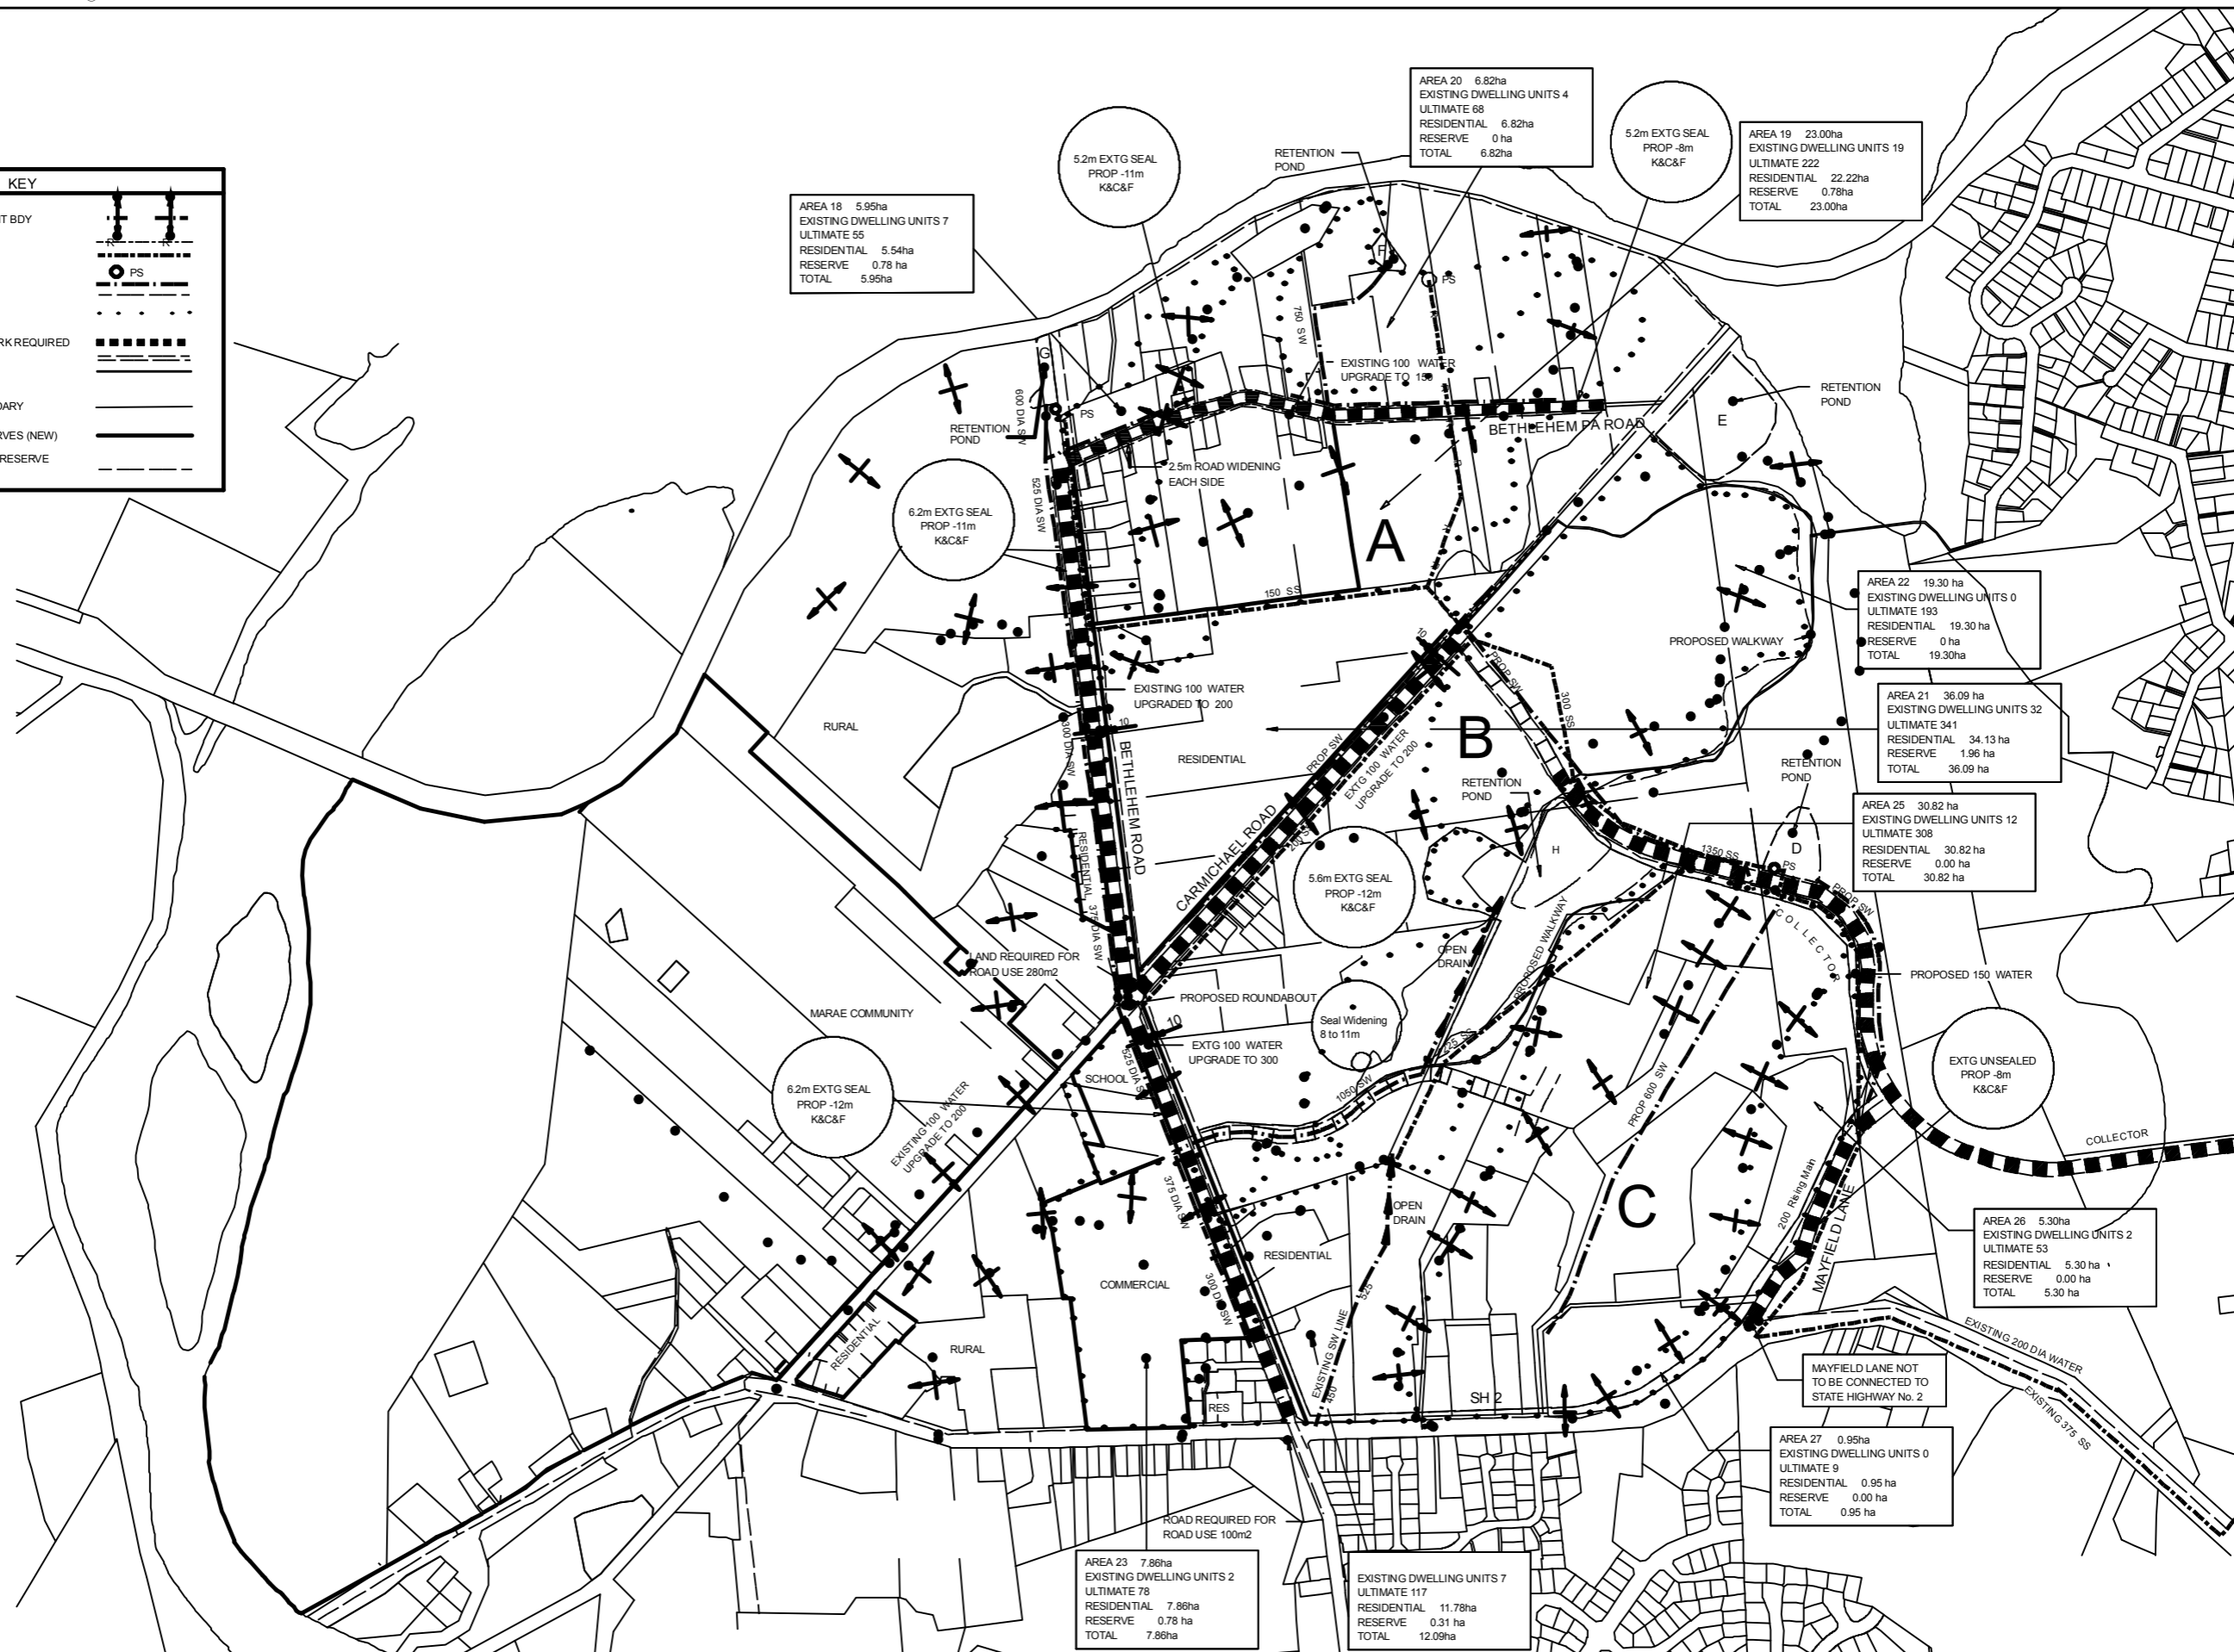 KEY
T BDY
R
R
PS
RK REQUIRED
DARY
RVES (NEW)
RESERVE
AREA 18 5.95ha
EXISTING DWELLING UNITS 7
ULTIMATE 55
RESIDENTIAL 5.54ha
RESERVE 0.78 ha
TOTAL 5.95ha
5.2m EXTG SEAL
PROP -11m
K&C&F
RETENTION
POND
AREA 20 6.82ha
EXISTING DWELLING UNITS 4
ULTIMATE 68
RESIDENTIAL 6.82ha
RESERVE 0 ha
TOTAL 6.82ha
5.2m EXTG SEAL
PROP -8m
K&C&F
AREA 19 23.00ha
EXISTING DWELLING UNITS 19
ULTIMATE 222
RESIDENTIAL 22.22ha
RESERVE 0.78ha
TOTAL 23.00ha
F
PS
750 SW
G
600 DIA SW
PS
RETENTION
POND
EXISTING 100 WATER
UPGRADE TO 150
BETHLEHEM PA ROAD
E
RETENTION
POND
2.5m ROAD WIDENING
EACH SIDE
525 DIA SW
6.2m EXTG SEAL
PROP -11m
K&C&F
A
150 SS
AREA 22 19.30 ha
EXISTING DWELLING UNITS 0
ULTIMATE 193
RESIDENTIAL 19.30 ha
RESERVE 0 ha
TOTAL 19.30ha
PROPOSED WALKWAY
10
PROP SW
300 SS
EXISTING 100 WATER
UPGRADED TO 200
RURAL
300 DIA SW
10
BETHLEHEM ROAD
RESIDENTIAL
PROP SW
EXTG 100 WATER
UPGRADE TO 200
B
AREA 21 36.09 ha
EXISTING DWELLING UNITS 32
ULTIMATE 341
RESIDENTIAL 34.13 ha
RESERVE 1.96 ha
TOTAL 36.09 ha
RETENTION
POND
RETENTION
POND
AREA 25 30.82 ha
EXISTING DWELLING UNITS 12
ULTIMATE 308
RESIDENTIAL 30.82 ha
RESERVE 0.00 ha
TOTAL 30.82 ha
CARMICHAEL ROAD
H
1350 SS
D
PS
PROP SW
COLLECTOR
RESIDENTIAL
375 DIA SW
5.6m EXTG SEAL
PROP -12m
K&C&F
OPEN
DRAIN
PROPOSED WALKWAY
LAND REQUIRED FOR
ROAD USE 280m2
PROPOSED 150 WATER
PROPOSED ROUNDABOUT
MARAE COMMUNITY
10
Seal Widening
8 to 11m
225 SS
EXTG 100 WATER
UPGRADE TO 300
525 DIA SW
SCHOOL
6.2m EXTG SEAL
PROP -12m
K&C&F
EXISTING 100 WATER
UPGRADE TO 200
1050 SW
PROP 600 SW
EXTG UNSEALED
PROP -8m
K&C&F
COLLECTOR
375 DIA SW
OPEN
DRAIN
C
200 Rising Main
MAYFIELD LANE
AREA 26 5.30ha
EXISTING DWELLING UNITS 2
ULTIMATE 53
RESIDENTIAL 5.30 ha
RESERVE 0.00 ha
TOTAL 5.30 ha
RESIDENTIAL
COMMERCIAL
300 DIA SW
525
EXISTING SW LINE
450
RESIDENTIAL
RURAL
RES
SH 2
EXISTING 200 DIA WATER
EXISTING 375 SS
MAYFIELD LANE NOT
TO BE CONNECTED TO
STATE HIGHWAY No. 2
AREA 27 0.95ha
EXISTING DWELLING UNITS 0
ULTIMATE 9
RESIDENTIAL 0.95 ha
RESERVE 0.00 ha
TOTAL 0.95 ha
ROAD REQUIRED FOR
ROAD USE 100m2
AREA 23 7.86ha
EXISTING DWELLING UNITS 2
ULTIMATE 78
RESIDENTIAL 7.86ha
RESERVE 0.78 ha
TOTAL 7.86ha
EXISTING DWELLING UNITS 7
ULTIMATE 117
RESIDENTIAL 11.78ha
RESERVE 0.31 ha
TOTAL 12.09ha